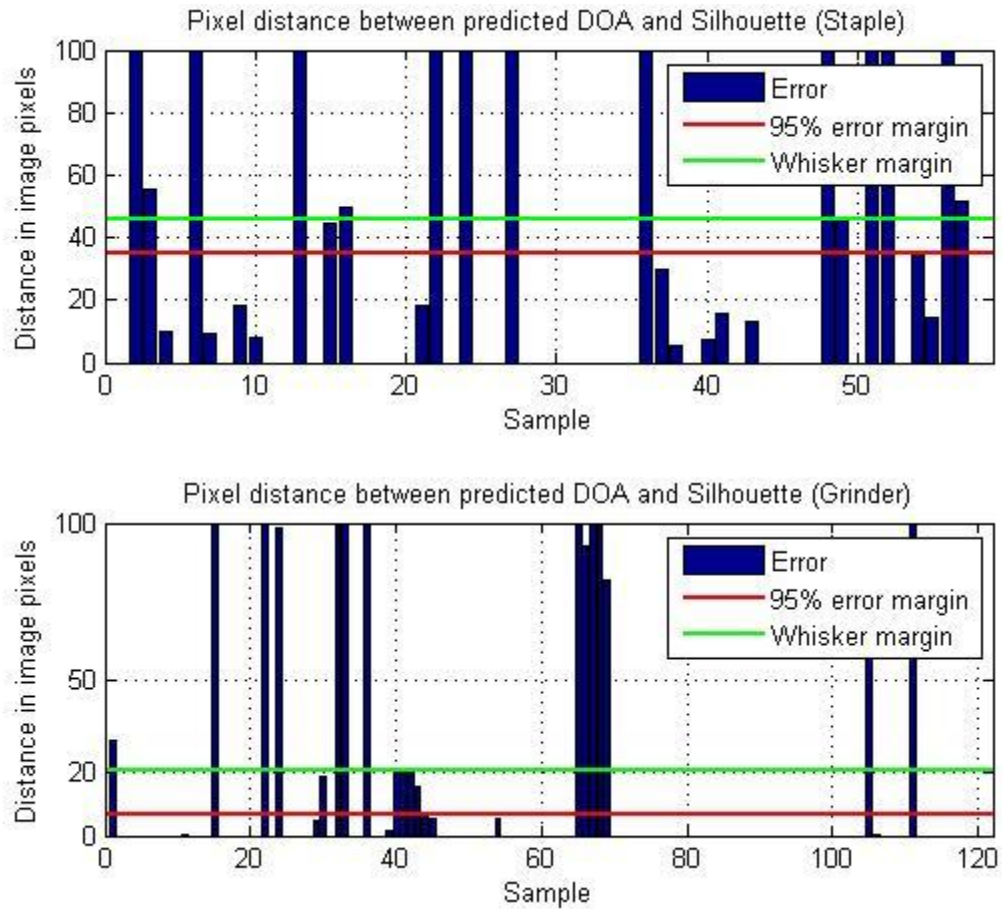 Pixel distance between predicted DOA and Silhouette (Staple)
Distance in image pixels
100
80
60
40
20
0
Error
95% error margin
Whisker margin
0 10 20 30 40 50
Sample
Pixel distance between predicted DOA and Silhouette (Grinder)
Distance in image pixels
100
50
20
0
Error
95% error margin
Whisker margin
0 20 40 60 80 100 120
Sample